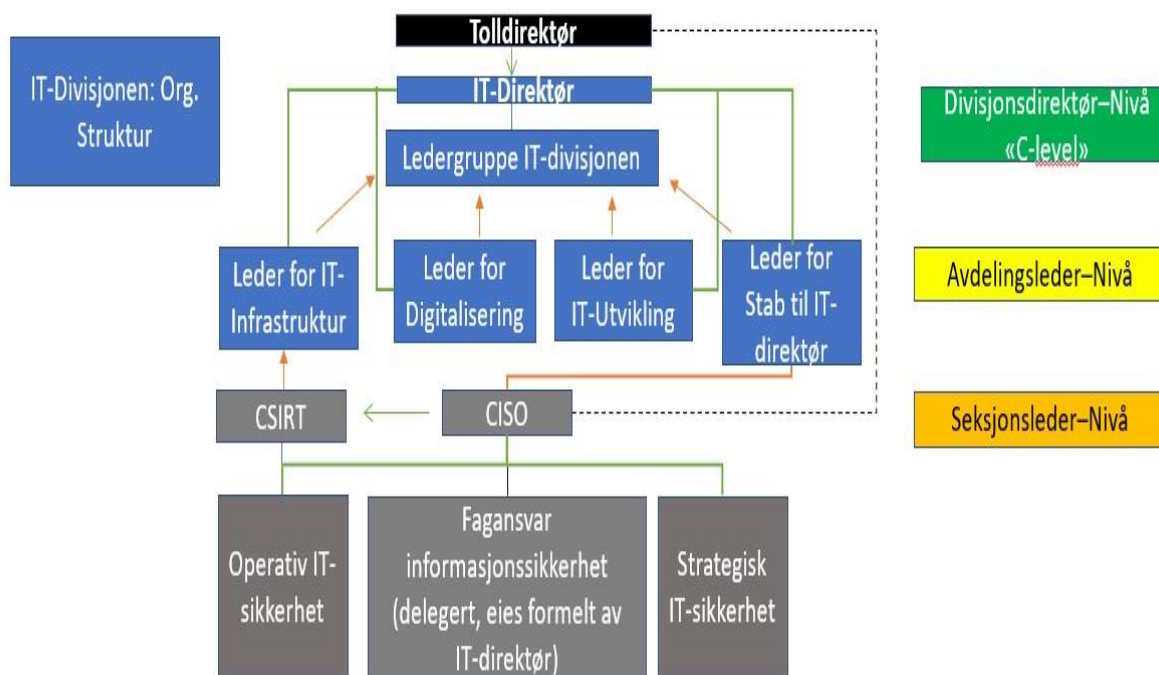 Tolldirektør
IT-Divisjonen: Org.
Struktur
IT-Direktør
Divisjonsdirektør–Nivå
«C-level»
Ledergruppe IT-divisjonen
Leder for IT-
Infrastruktur
Leder for
Digitalisering
Leder for
IT-Utvikling
Leder for
Stab til IT-
direktør
Avdelingsleder–Nivå
CSIRT
CISO
Seksjonsleder–Nivå
Operativ IT-
sikkerhet
Fagansvar
informasjonssikkerhet
(delegert, eies formelt av
IT-direktør)
Strategisk
IT-sikkerhet